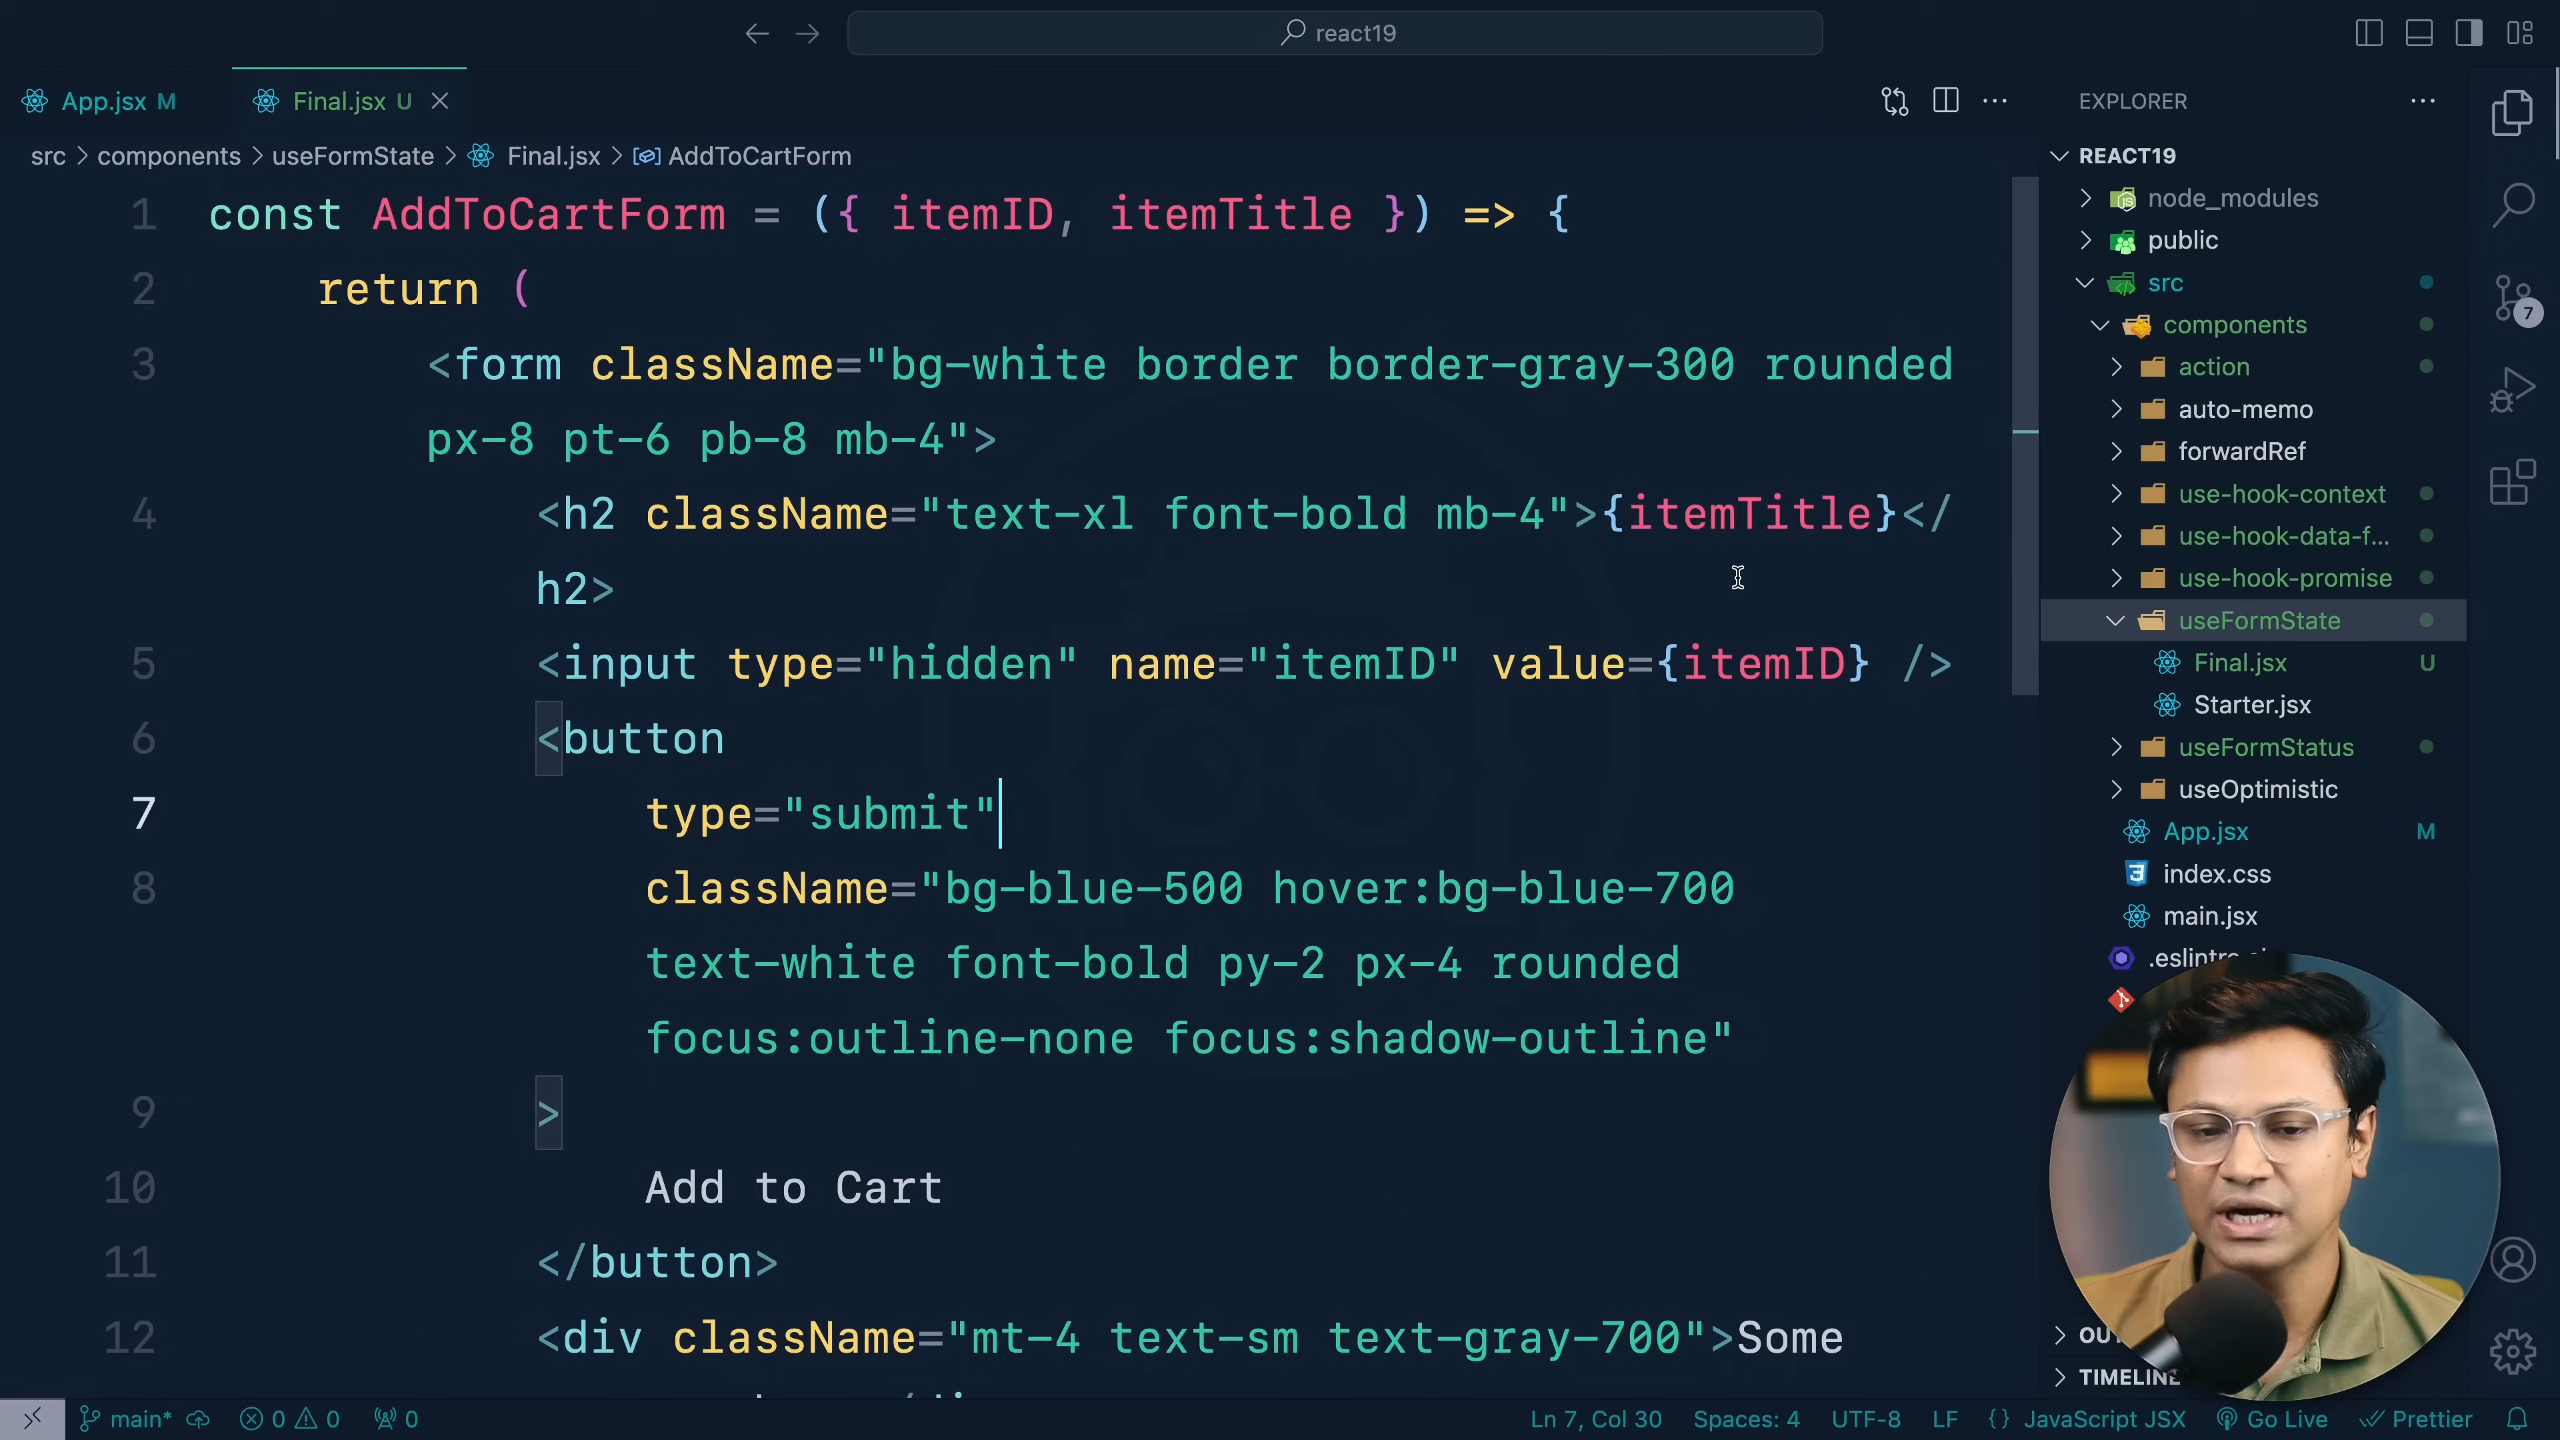 react19
App.jsx M
Final.jsx U
src > components > useFormState > Final.jsx > AddToCartForm
1 const AddToCartForm = ({ itemID, itemTitle }) => {
2 return (
3 <form className="bg-white border border-gray-300 rounded
px-8 pt-6 pb-8 mb-4">
4 <h2 className="text-xl font-bold mb-4">{itemTitle}</
h2>
5 <input type="hidden" name="itemID" value={itemID} />
6 <button
7 type="submit"
8 className="bg-blue-500 hover:bg-blue-700
text-white font-bold py-2 px-4 rounded
focus:outline-none focus:shadow-outline"
9 >
10 Add to Cart
11 </button>
12 <div className="mt-4 text-sm text-gray-700">Some
EXPLORER
REACT19
node_modules
public
src
components
action
auto-memo
forwardRef
use-hook-context
use-hook-data-f...
use-hook-promise
useFormState
Final.jsx U
Starter.jsx
useFormStatus
useOptimistic
App.jsx M
index.css
main.jsx
TIMELINE
7
main* 0 0 0
Ln 7, Col 30 Spaces: 4 UTF-8 LF {} JavaScript JSX Go Live Prettier